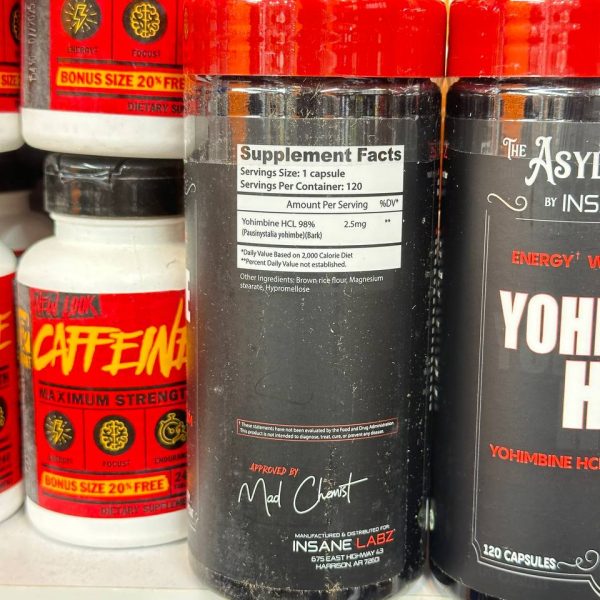 ENERGY†
FOCUS†
BONUS SIZE 20% FREE
DIETARY
NEW LOOK
CAFFEINE
MAXIMUM STRENGTH
FOCUS†
BONUS SIZE 20% FREE
DIETARY
Supplement Facts
Servings Size: 1 capsule
Servings Per Container: 120
Amount Per Serving %DV*
Yohimbine HCL 98% 2.5mg **
(Pausinystalia yohimbe)(Bark)
*Daily Value Based on 2,000 Calorie Diet
**Percent Daily Value not established.
Other Ingredients: Brown rice flour, Magnesium
stearate, Hypromellose
† These statements have not been evaluated by the Food and Drug Administration
This product is not intended to diagnose, treat, cure, or prevent any disease.
APPROVED BY
Mad Chemist
MANUFACTURED & DISTRIBUTED FOR
INSANE LABZ
675 EAST HIGHWAY 43
HARRISON, AR 72601
THE ASYL
BY INS
ENERGY† W
YOHI
H
YOHIMBINE HCL
120 CAPSULES